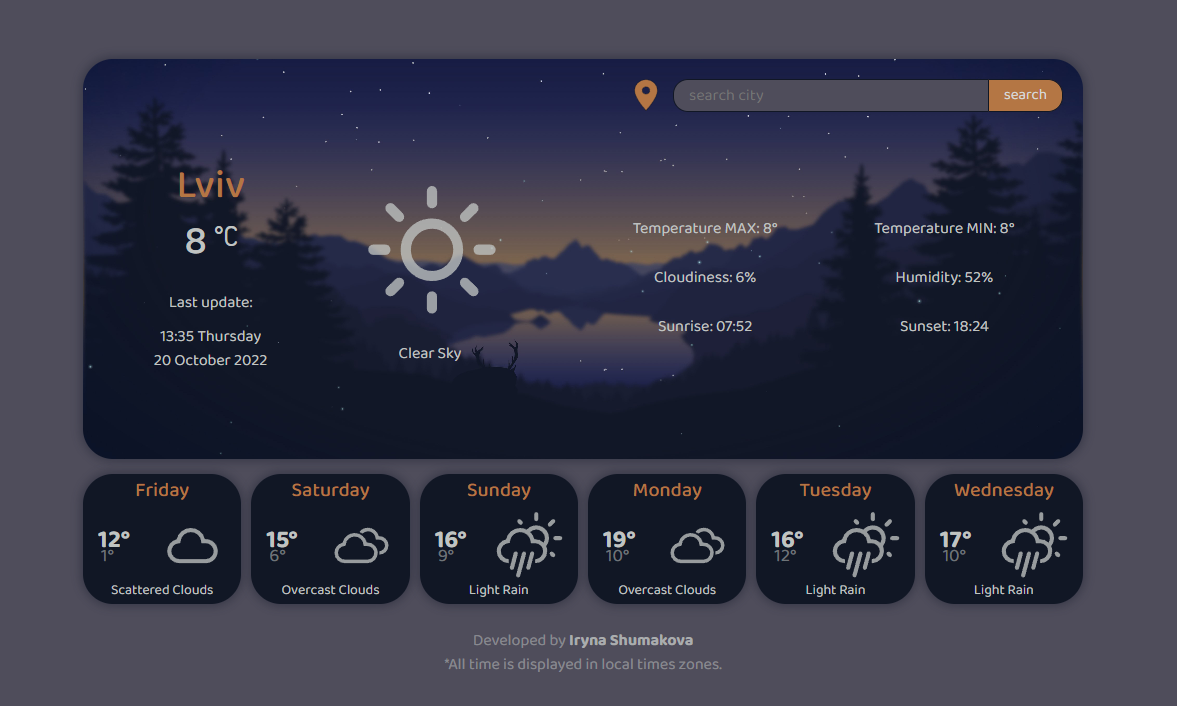 search city
search
Lviv
8 °C
Last update:
13:35 Thursday
20 October 2022
Clear Sky
Temperature MAX: 8°
Temperature MIN: 8°
Cloudiness: 6%
Humidity: 52%
Sunrise: 07:52
Sunset: 18:24
Friday
12°
1°
Scattered Clouds
Saturday
15°
6°
Overcast Clouds
Sunday
16°
9°
Light Rain
Monday
19°
10°
Overcast Clouds
Tuesday
16°
12°
Light Rain
Wednesday
17°
10°
Light Rain
Developed by Iryna Shumakova
*All time is displayed in local times zones.